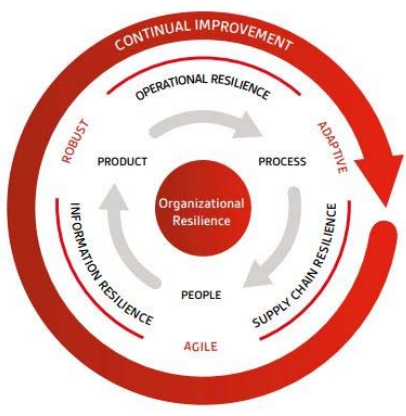 CONTINUAL IMPROVEMENT
OPERATIONAL RESILIENCE
ROBUST
ADAPTIVE
PRODUCT
PROCESS
Organizational
Resilience
INFORMATION RESILIENCE
SUPPLY CHAIN RESILIENCE
PEOPLE
AGILE